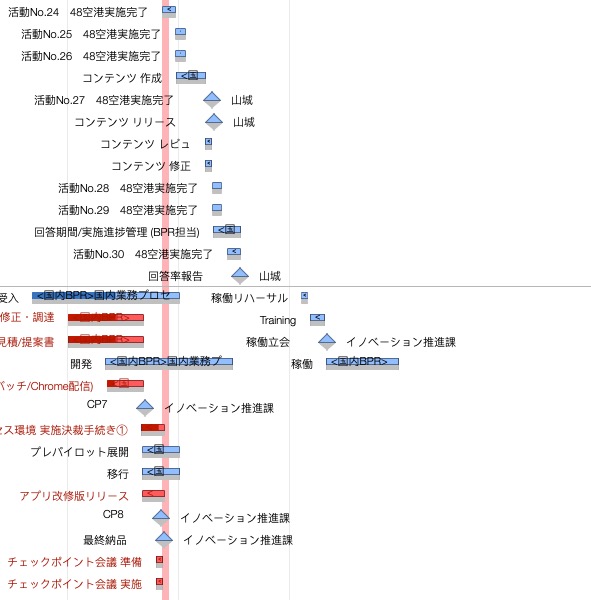 活動No.24 48空港実施完了 <
活動No.25 48空港実施完了
活動No.26 48空港実施完了
コンテンツ 作成 <国
活動No.27 48空港実施完了 山城
コンテンツ リリース 山城
コンテンツ レビュ <
コンテンツ 修正 <
活動No.28 48空港実施完了
活動No.29 48空港実施完了
回答期間/実施進捗管理 (BPR担当) <国
活動No.30 48空港実施完了 <
回答率報告 山城
受入 <国内BPR>国内業務プロセ 稼働リハーサル <
修正・調達 <国内BPR> Training <
見積/提案書 <国内BPR> 稼働立会 イノベーション推進課
開発 <国内BPR>国内業務プ 稼働 <国内BPR>
バッチ/Chrome配信) <国
CP7 イノベーション推進課
セス環境 実施決裁手続き①
プレパイロット展開 <国
移行 <国
アプリ改修版リリース <
CP8 イノベーション推進課
最終納品 イノベーション推進課
チェックポイント会議 準備 <
チェックポイント会議 実施 <